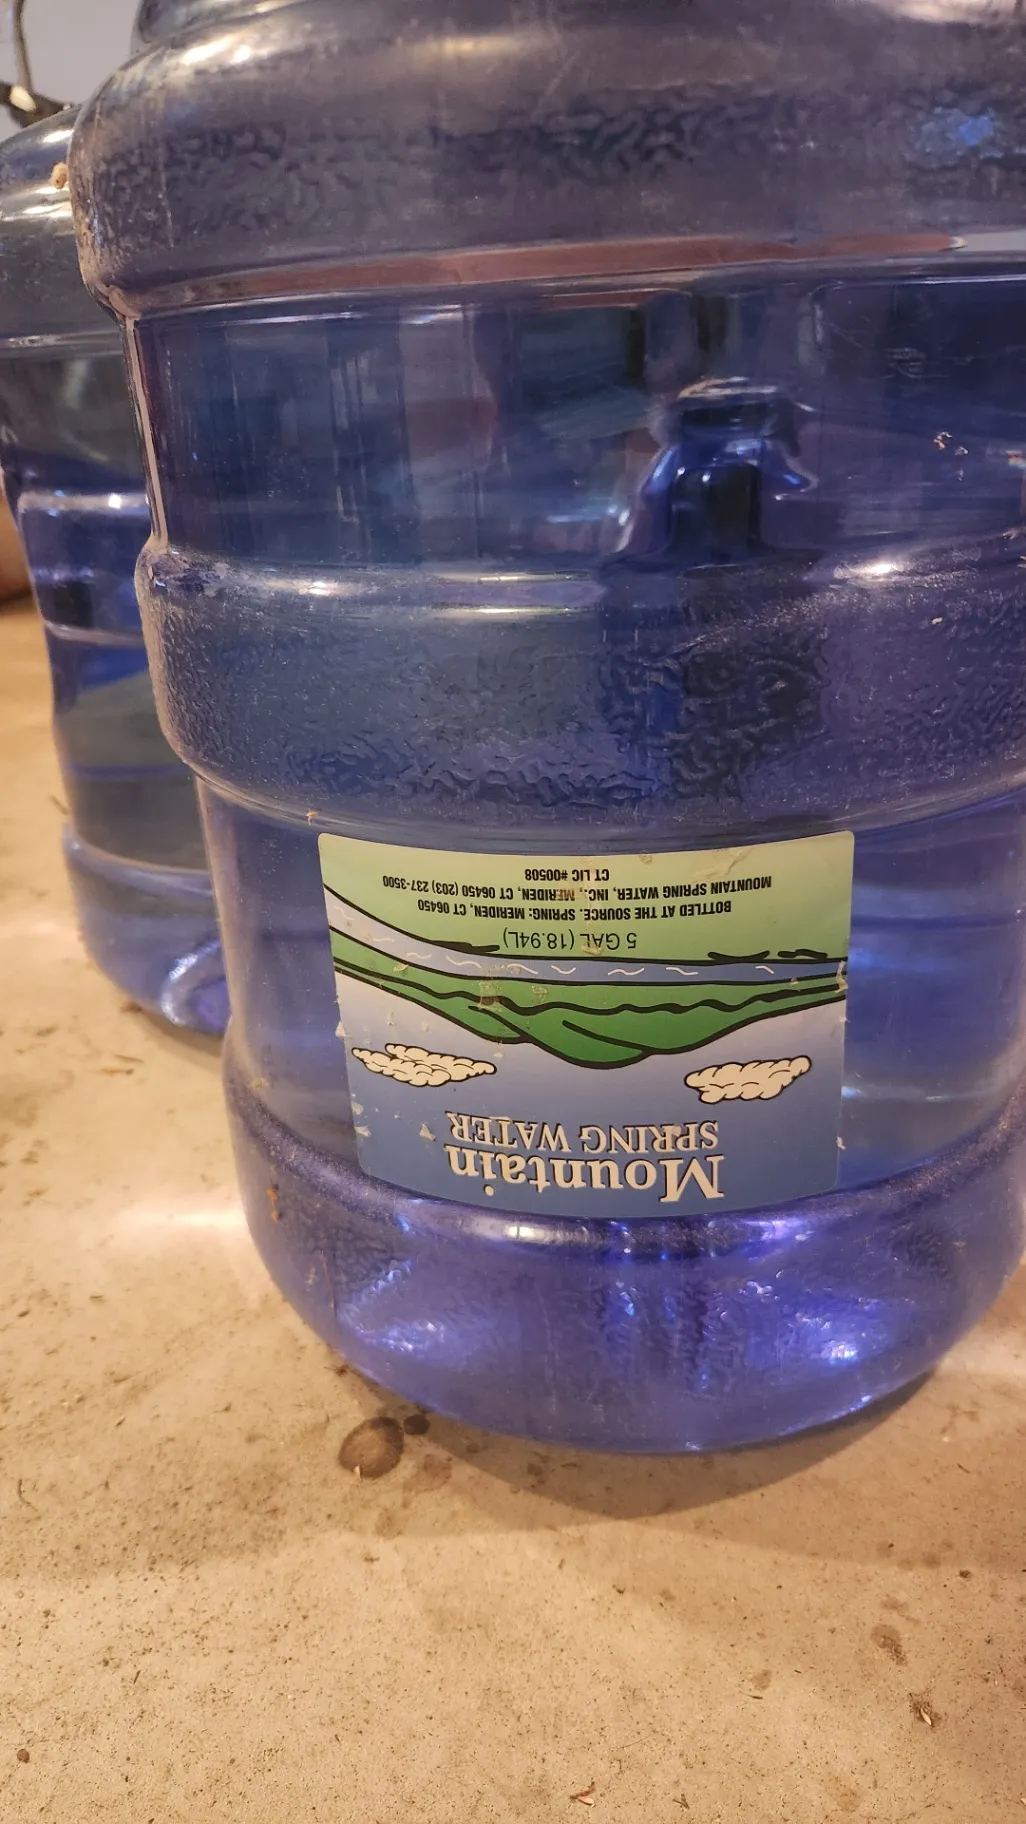 Mountain
SPRING WATER
5 GAL (18.94L)
BOTTLED AT THE SOURCE. SPRING: MERIDEN, CT 06450
MOUNTAIN SPRING WATER, INC., MERIDEN, CT 06450 (203) 237-3500
CT LIC #00508